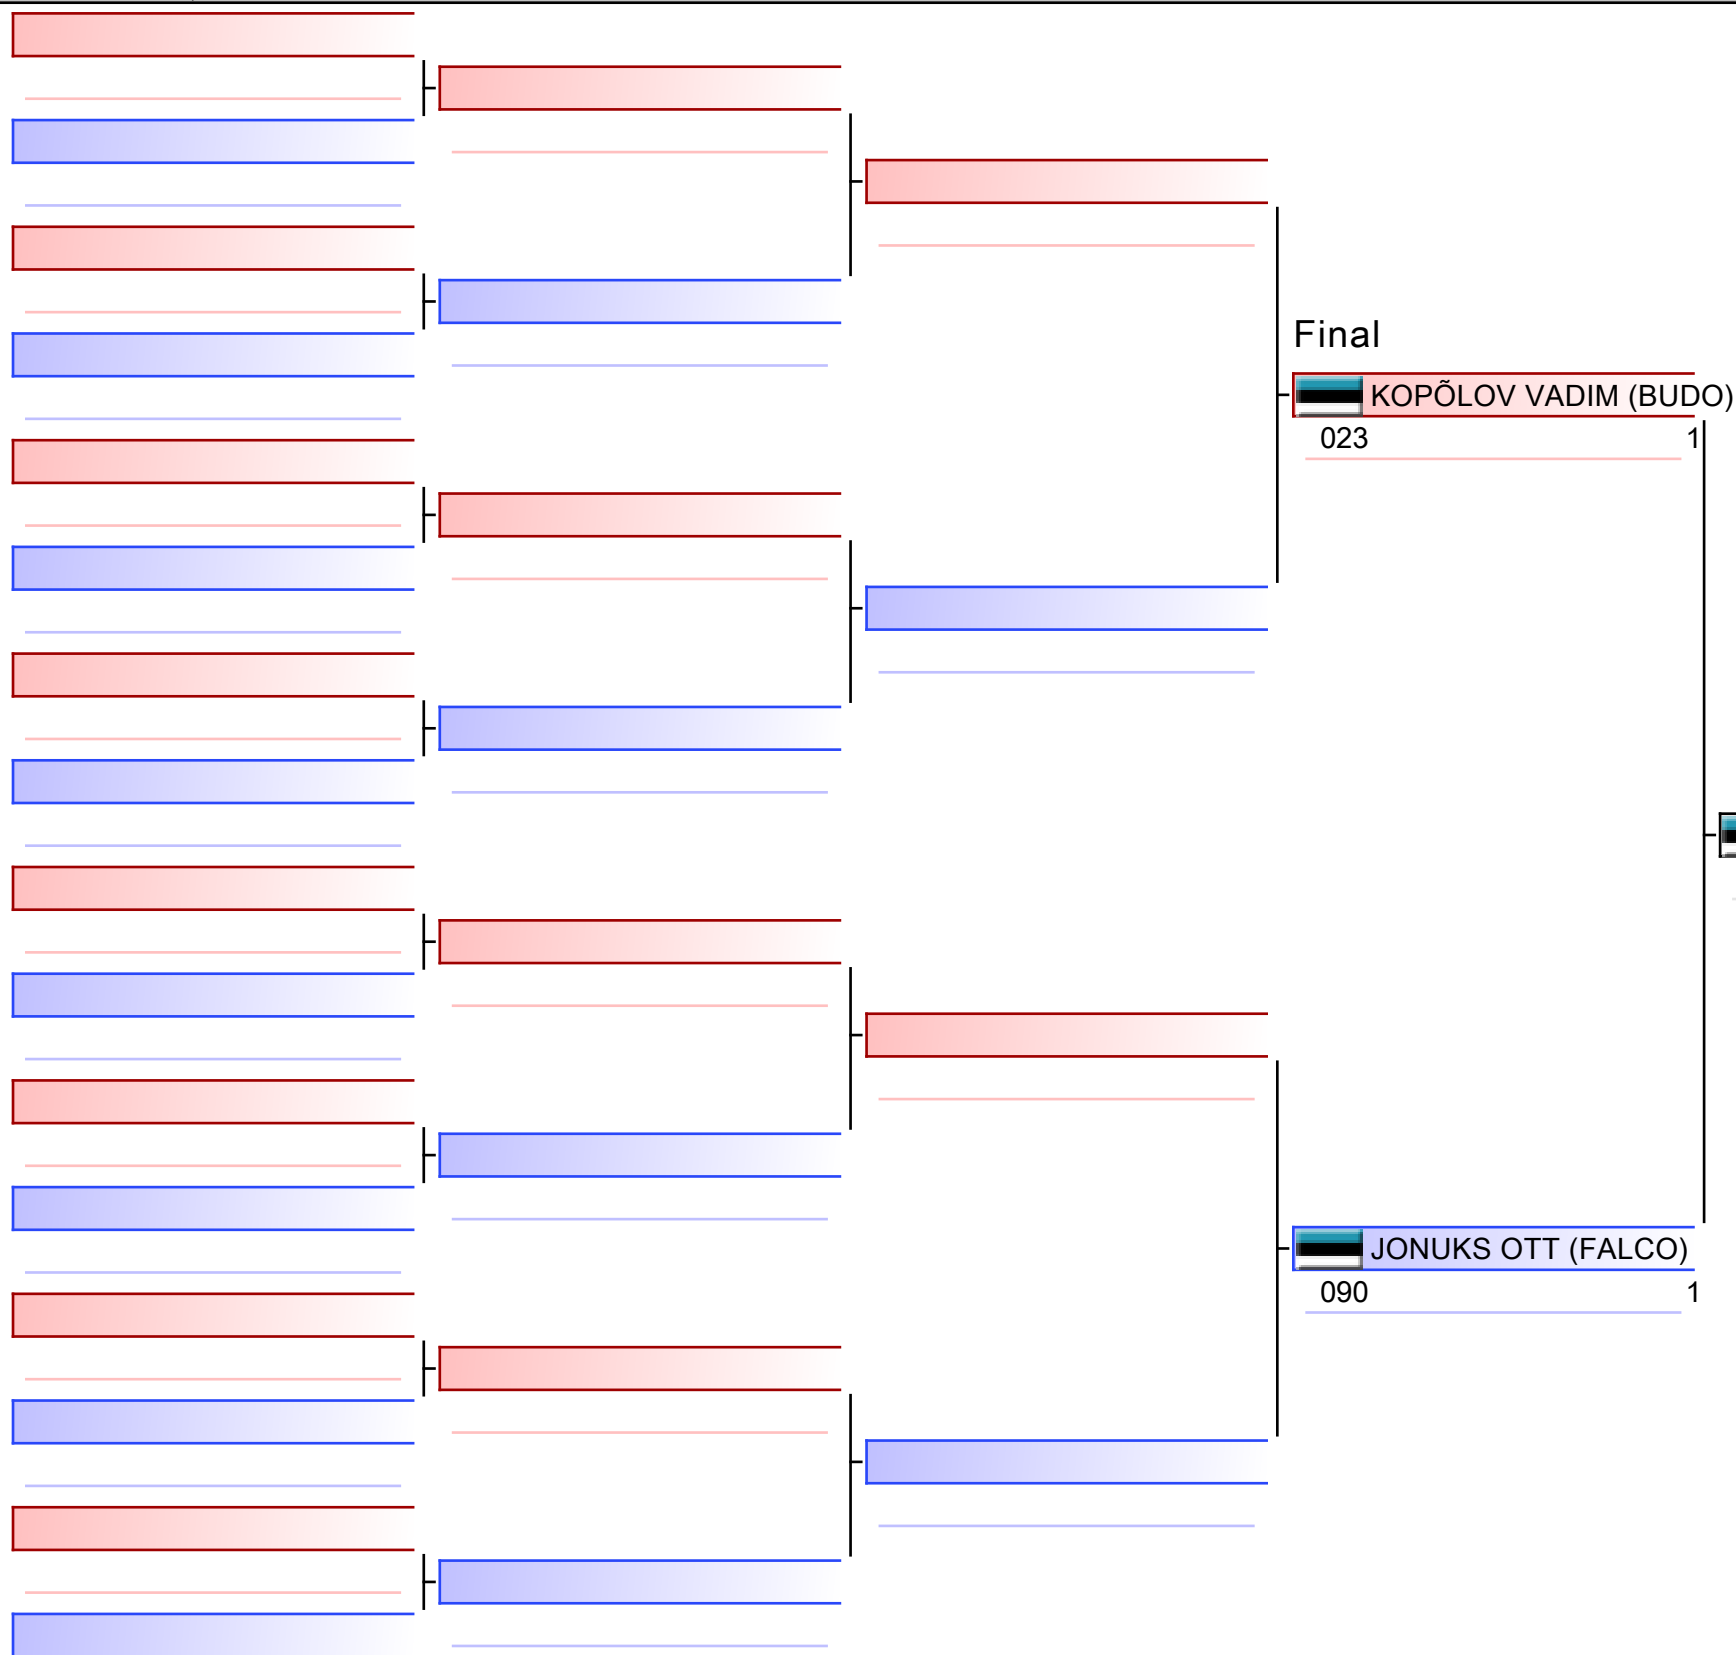 Final
KOPÕLOV VADIM (BUDO)
023 1
JONUKS OTT (FALCO)
090 1